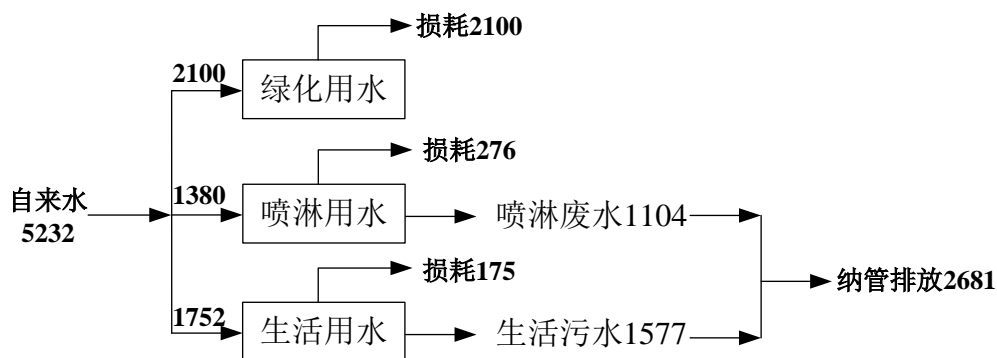 损耗2100
2100
绿化用水
损耗276
自来水
5232
1380
喷淋用水
喷淋废水1104
纳管排放2681
损耗175
1752
生活用水
生活污水1577